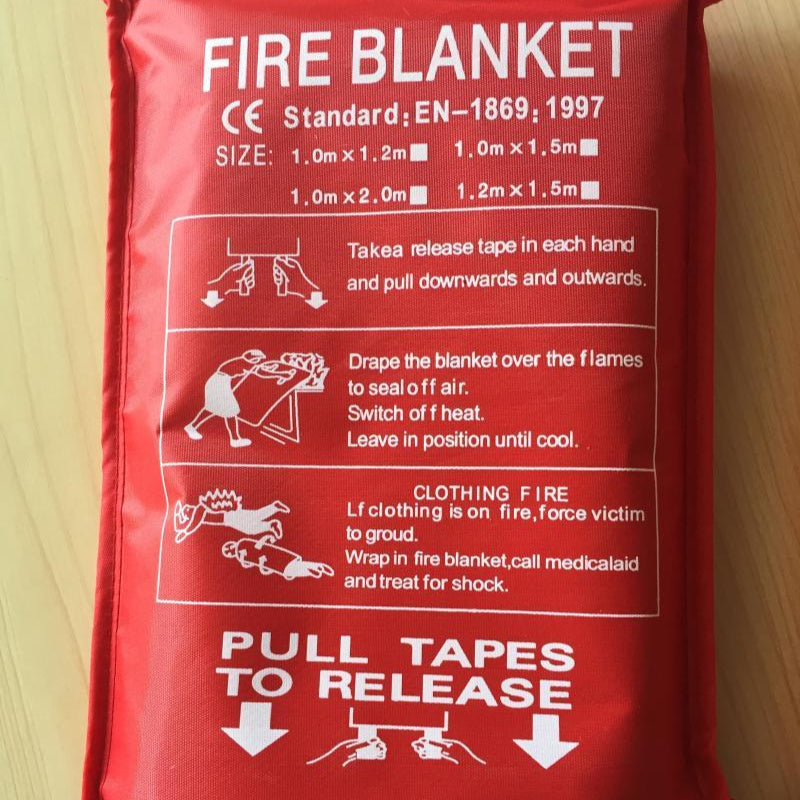 FIRE BLANKET
CE Standard:EN-1869:1997
SIZE: 1.0m x 1.2m 1.0m x 1.5m
1.0m x 2.0m 1.2m x 1.5m
Takea release tape in each hand
and pull downwards and outwards.
Drape the blanket over the flames
to seal off air.
Switch off heat.
Leave in position until cool.
CLOTHING FIRE
Lf clothing is on fire,force victim
to groud.
Wrap in fire blanket,call medicalaid
and treat for shock.
PULL TAPES
TO RELEASE